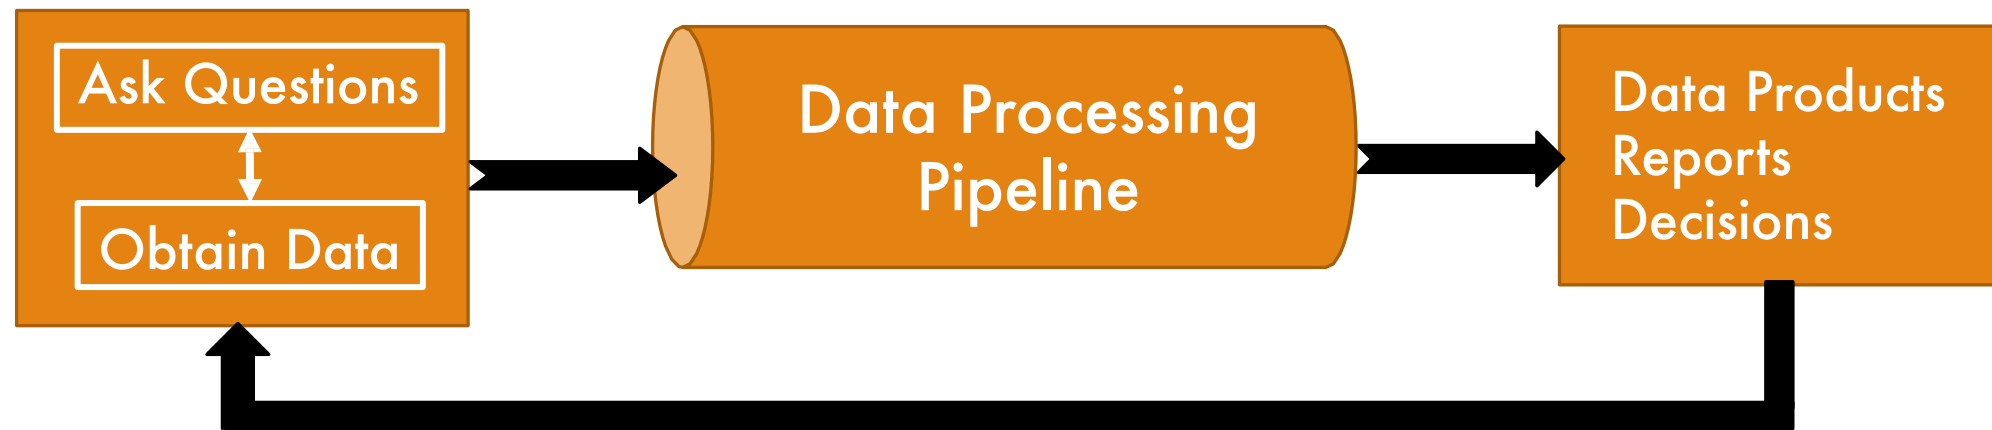 Ask Questions
Obtain Data
Data Processing
Pipeline
Data Products
Reports
Decisions